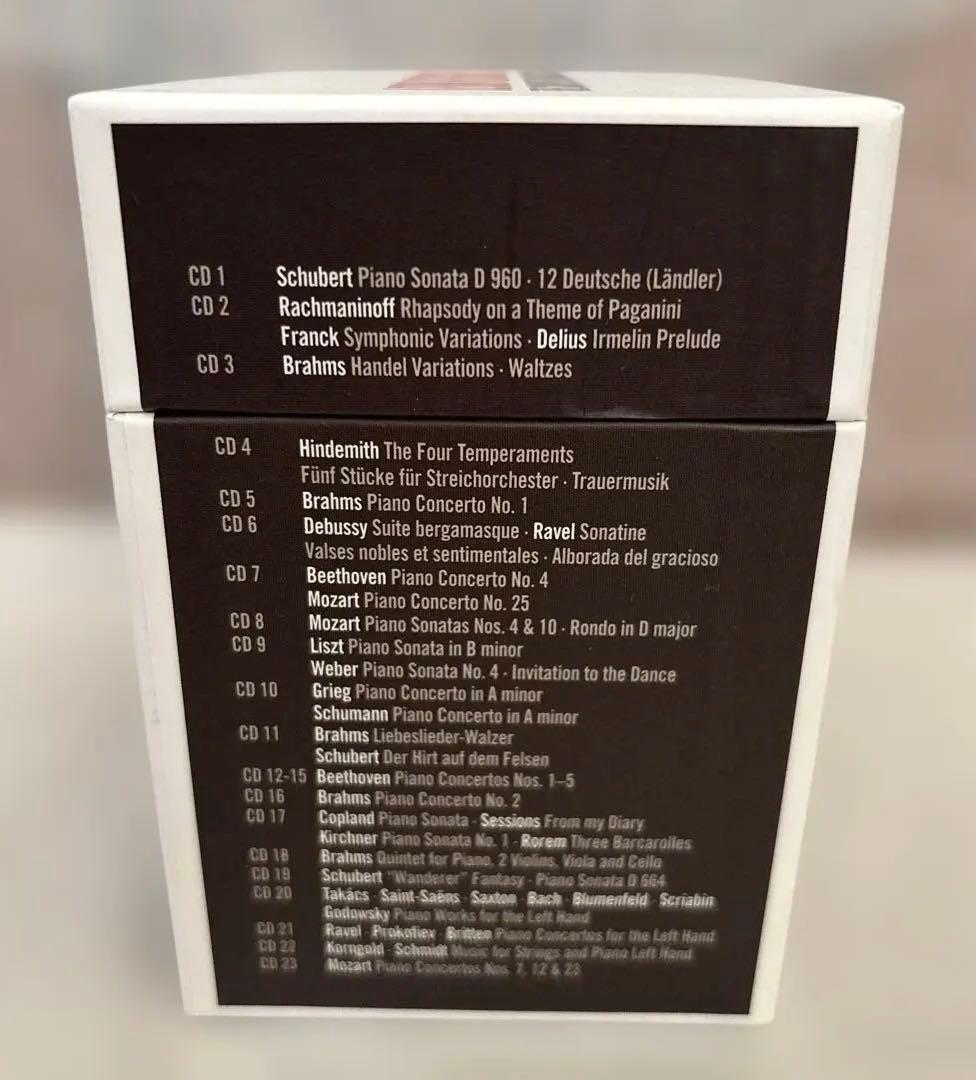 CD 1 Schubert Piano Sonata D 960 · 12 Deutsche (Ländler)
CD 2 Rachmaninoff Rhapsody on a Theme of Paganini
Franck Symphonic Variations · Delius Irmelin Prelude
CD 3 Brahms Handel Variations · Waltzes
CD 4 Hindemith The Four Temperaments
Fünf Stücke für Streichorchester · Trauermusik
CD 5 Brahms Piano Concerto No. 1
CD 6 Debussy Suite bergamasque · Ravel Sonatine
Valses nobles et sentimentales · Alborada del gracioso
CD 7 Beethoven Piano Concerto No. 4
Mozart Piano Concerto No. 25
CD 8 Mozart Piano Sonatas Nos. 4 & 10 · Rondo in D major
CD 9 Liszt Piano Sonata in B minor
Weber Piano Sonata No. 4 · Invitation to the Dance
CD 10 Grieg Piano Concerto in A minor
Schumann Piano Concerto in A minor
CD 11 Brahms Liebeslieder-Walzer
Schubert Der Hirt auf dem Felsen
CD 12-15 Beethoven Piano Concertos Nos. 1–5
CD 16 Brahms Piano Concerto No. 2
CD 17 Copland Piano Sonata · Sessions From my Diary
Kirchner Piano Sonata No. 1 · Rorem Three Barcarolles
CD 18 Brahms Quintet for Piano, 2 Violins, Viola and Cello
CD 19 Schubert "Wanderer" Fantasy · Piano Sonata D 664
CD 20 Takács · Saint-Saëns · Saxton · Bach · Blumenfeld · Scriabin
Godowsky Piano Works for the Left Hand
CD 21 Ravel · Prokofiev · Britten Piano Concertos for the Left Hand
CD 22 Korngold · Schmidt Music for Strings and Piano Left Hand
CD 23 Mozart Piano Concertos Nos. 7, 12 & 23